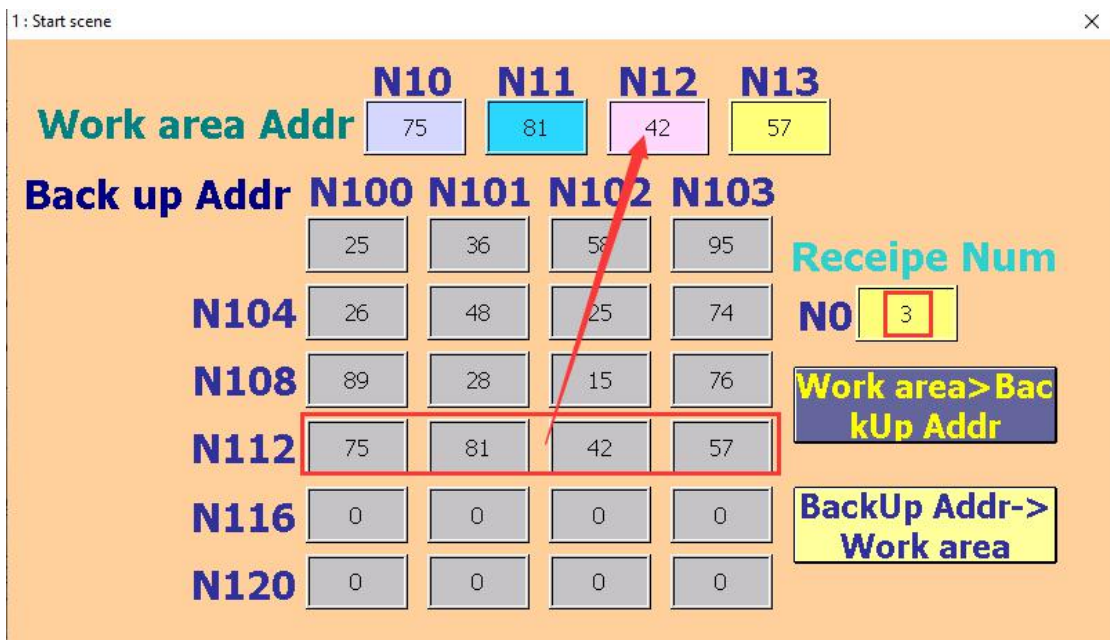 1 : Start scene
N10 N11 N12 N13
Work area Addr 75 81 42 57
Back up Addr N100 N101 N102 N103
25 36 58 95
Receipe Num
N104 26 48 25 74
N0 3
N108 89 28 15 76
Work area>Bac
kUp Addr
N112 75 81 42 57
N116 0 0 0 0
BackUp Addr->
Work area
N120 0 0 0 0